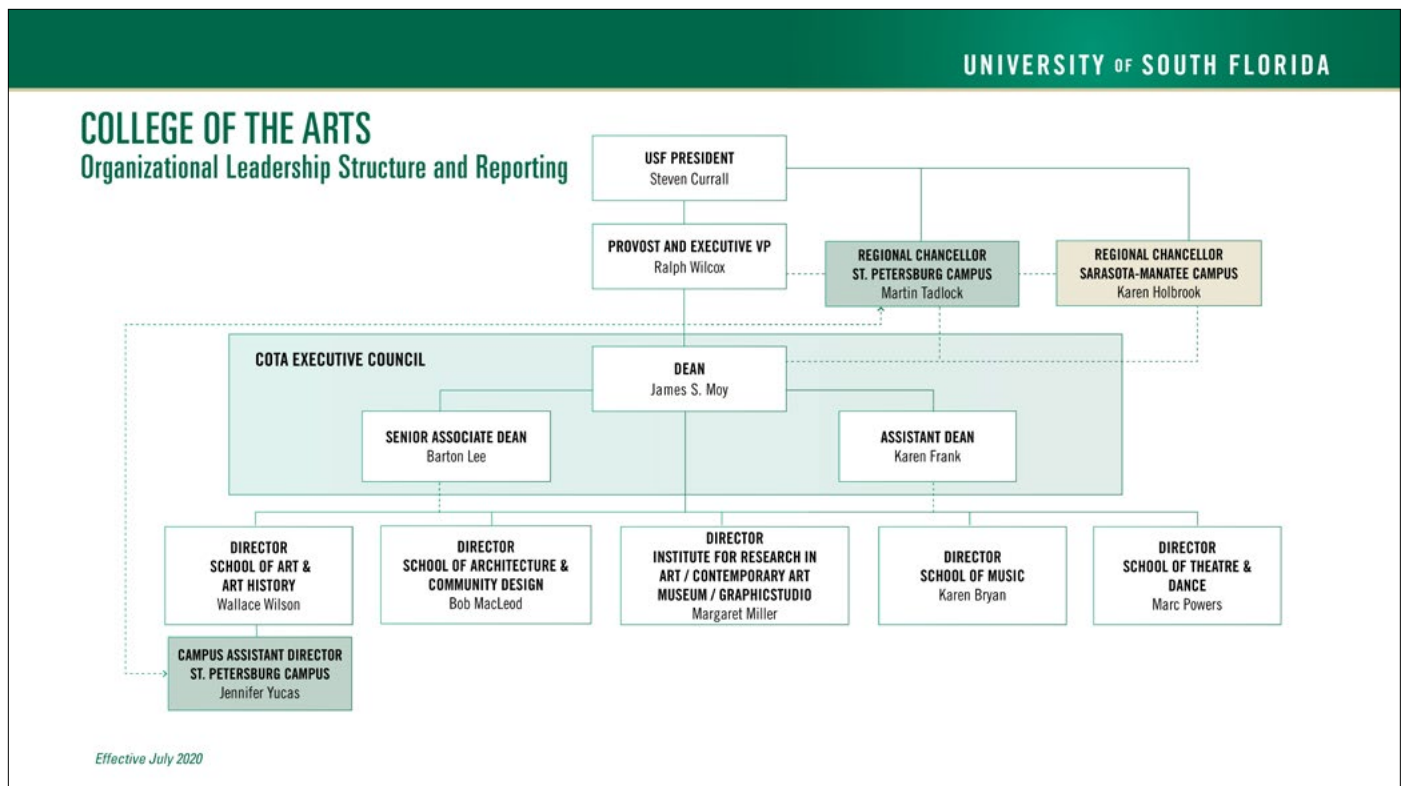 UNIVERSITY OF SOUTH FLORIDA
COLLEGE OF THE ARTS
Organizational Leadership Structure and Reporting
USF PRESIDENT
Steven Currall
PROVOST AND EXECUTIVE VP
Ralph Wilcox
REGIONAL CHANCELLOR
ST. PETERSBURG CAMPUS
Martin Tadlock
REGIONAL CHANCELLOR
SARASOTA-MANATEE CAMPUS
Karen Holbrook
COTA EXECUTIVE COUNCIL
DEAN
James S. Moy
SENIOR ASSOCIATE DEAN
Barton Lee
ASSISTANT DEAN
Karen Frank
DIRECTOR
SCHOOL OF ART &
ART HISTORY
Wallace Wilson
DIRECTOR
SCHOOL OF ARCHITECTURE &
COMMUNITY DESIGN
Bob MacLeod
DIRECTOR
INSTITUTE FOR RESEARCH IN
ART / CONTEMPORARY ART
MUSEUM / GRAPHICSTUDIO
Margaret Miller
DIRECTOR
SCHOOL OF MUSIC
Karen Bryan
DIRECTOR
SCHOOL OF THEATRE &
DANCE
Marc Powers
CAMPUS ASSISTANT DIRECTOR
ST. PETERSBURG CAMPUS
Jennifer Yucas
Effective July 2020